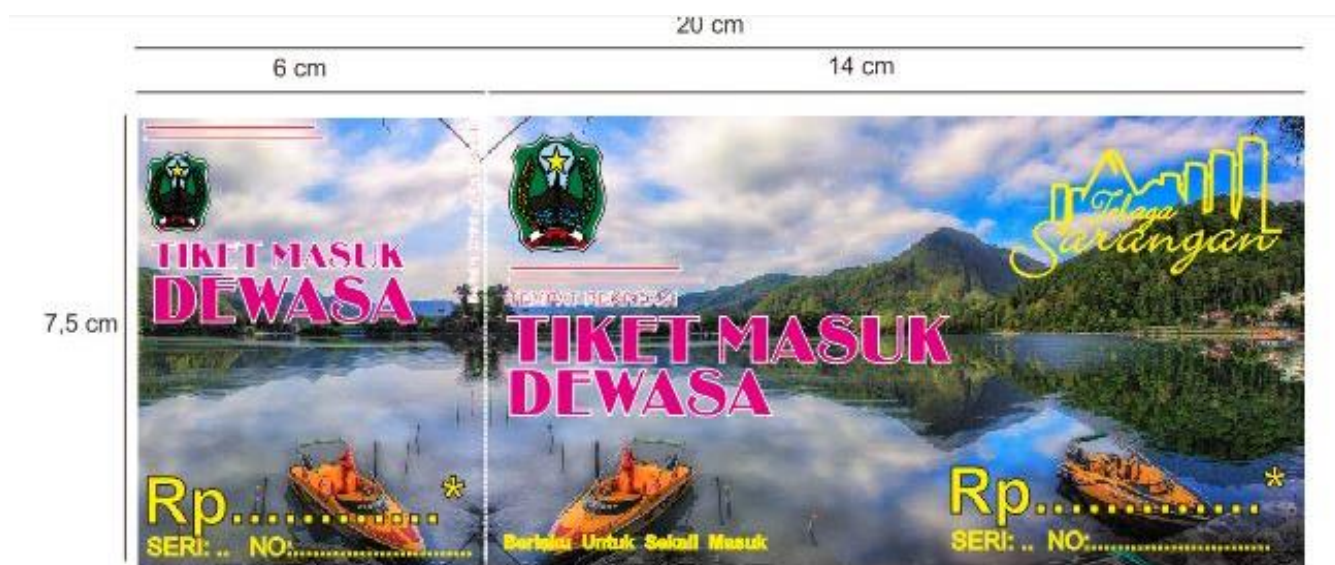 20 cm
6 cm
14 cm
7,5 cm
TIKET MASUK
DEWASA
Rp............*
SERI: .. NO:..........................
Telaga
Sarangan
TIKET MASUK
DEWASA
Berlaku Untuk Sekali Masuk
Rp..............*
SERI: .. NO:..........................